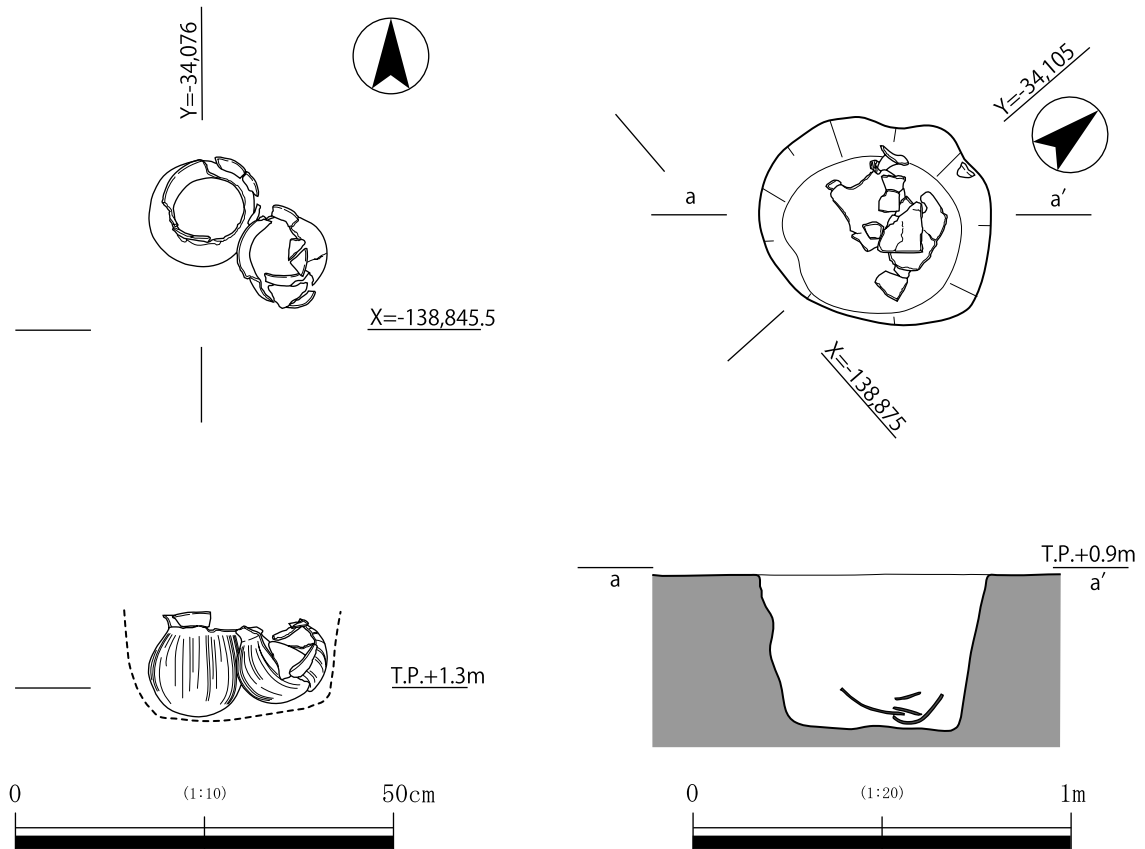 Y=-34,076
X=-138,845.5
T.P.+1.3m
0 (1:10) 50cm
Y=-34,105
a a′
X=-138,875
T.P.+0.9m
a a′
0 (1:20) 1m